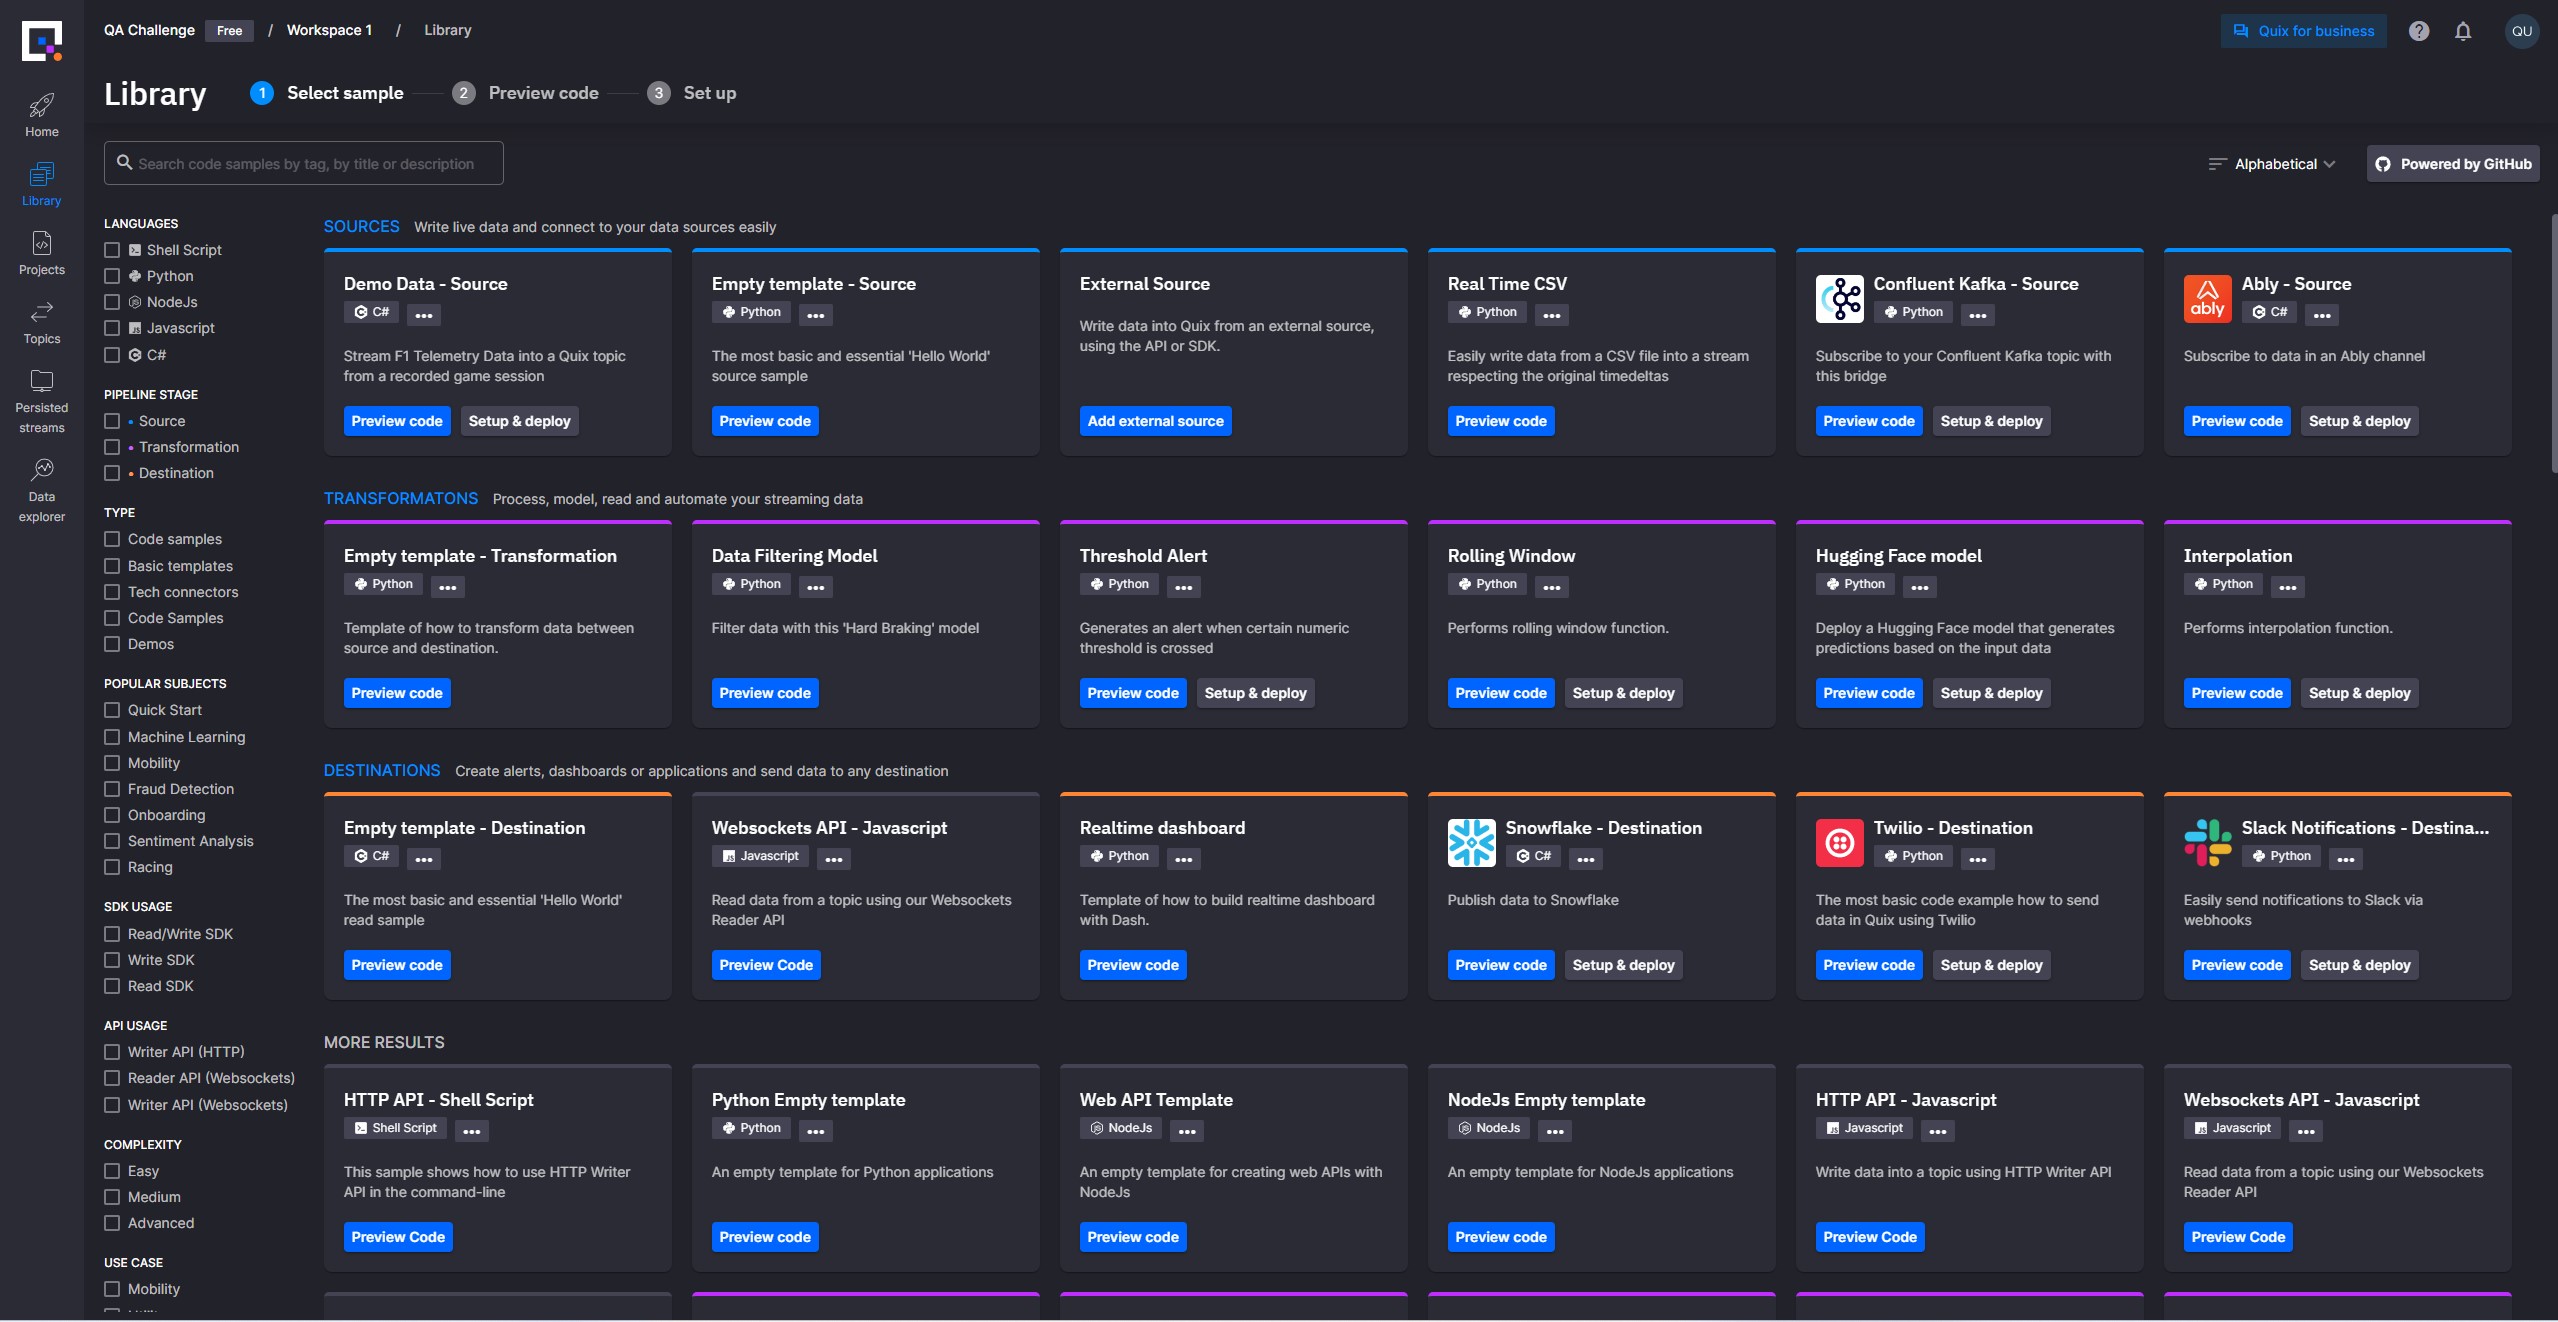 QA Challenge Free / Workspace 1 / Library
Quix for business ? QU
Library 1 Select sample 2 Preview code 3 Set up
Search code samples by tag, by title or description
Alphabetical
Powered by GitHub
Home
Library
Projects
Topics
Persisted
streams
Data
explorer
LANGUAGES
Shell Script
Python
NodeJs
Javascript
C#
PIPELINE STAGE
Source
Transformation
Destination
TYPE
Code samples
Basic templates
Tech connectors
Code Samples
Demos
POPULAR SUBJECTS
Quick Start
Machine Learning
Mobility
Fraud Detection
Onboarding
Sentiment Analysis
Racing
SDK USAGE
Read/Write SDK
Write SDK
Read SDK
API USAGE
Writer API (HTTP)
Reader API (Websockets)
Writer API (Websockets)
COMPLEXITY
Easy
Medium
Advanced
USE CASE
Mobility
SOURCES Write live data and connect to your data sources easily
Demo Data - Source
C# ...
Stream F1 Telemetry Data into a Quix topic
from a recorded game session
Preview code Setup & deploy
Empty template - Source
Python ...
The most basic and essential 'Hello World'
source sample
Preview code
External Source
Write data into Quix from an external source,
using the API or SDK.
Add external source
Real Time CSV
Python ...
Easily write data from a CSV file into a stream
respecting the original timedeltas
Preview code
Confluent Kafka - Source
Python ...
Subscribe to your Confluent Kafka topic with
this bridge
Preview code Setup & deploy
ably
Ably - Source
C# ...
Subscribe to data in an Ably channel
Preview code Setup & deploy
TRANSFORMATONS Process, model, read and automate your streaming data
Empty template - Transformation
Python ...
Template of how to transform data between
source and destination.
Preview code
Data Filtering Model
Python ...
Filter data with this 'Hard Braking' model
Preview code
Threshold Alert
Python ...
Generates an alert when certain numeric
threshold is crossed
Preview code Setup & deploy
Rolling Window
Python ...
Performs rolling window function.
Preview code Setup & deploy
Hugging Face model
Python ...
Deploy a Hugging Face model that generates
predictions based on the input data
Preview code Setup & deploy
Interpolation
Python ...
Performs interpolation function.
Preview code Setup & deploy
DESTINATIONS Create alerts, dashboards or applications and send data to any destination
Empty template - Destination
C# ...
The most basic and essential 'Hello World'
read sample
Preview code
Websockets API - Javascript
Javascript ...
Read data from a topic using our Websockets
Reader API
Preview Code
Realtime dashboard
Python ...
Template of how to build realtime dashboard
with Dash.
Preview code
Snowflake - Destination
C# ...
Publish data to Snowflake
Preview code Setup & deploy
Twilio - Destination
Python ...
The most basic code example how to send
data in Quix using Twilio
Preview code Setup & deploy
Slack Notifications - Destina...
Python ...
Easily send notifications to Slack via
webhooks
Preview code Setup & deploy
MORE RESULTS
HTTP API - Shell Script
Shell Script ...
This sample shows how to use HTTP Writer
API in the command-line
Preview Code
Python Empty template
Python ...
An empty template for Python applications
Preview code
Web API Template
NodeJs ...
An empty template for creating web APIs with
NodeJs
Preview code
NodeJs Empty template
NodeJs ...
An empty template for NodeJs applications
Preview code
HTTP API - Javascript
Javascript ...
Write data into a topic using HTTP Writer API
Preview Code
Websockets API - Javascript
Javascript ...
Read data from a topic using our Websockets
Reader API
Preview Code